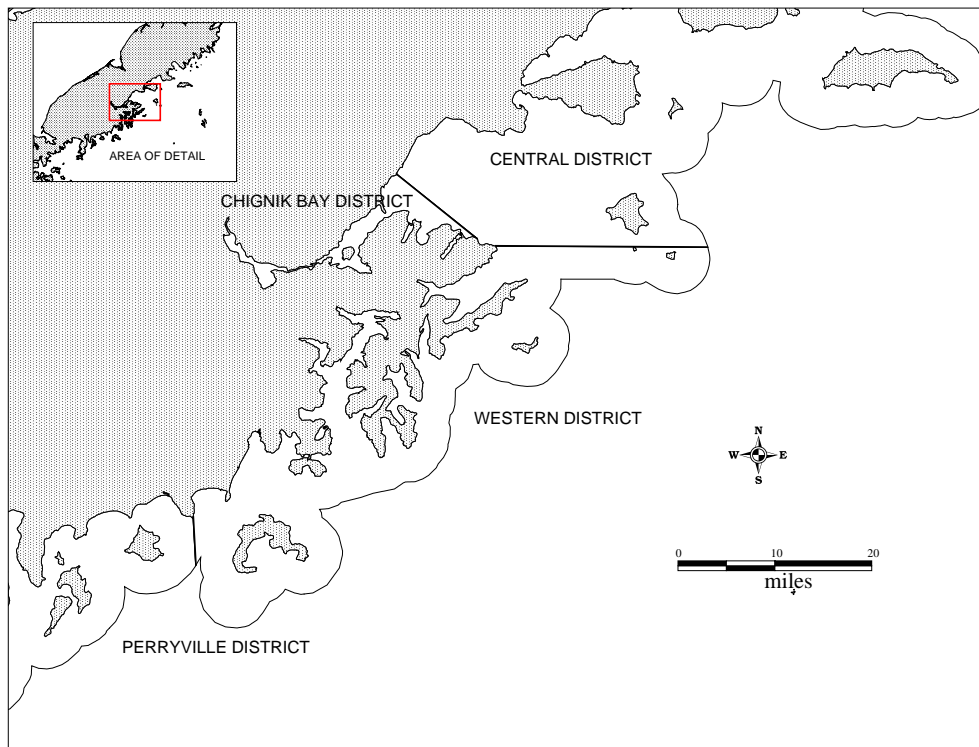 AREA OF DETAIL
CENTRAL DISTRICT
CHIGNIK BAY DISTRICT
WESTERN DISTRICT
N
W E
S
0 10 20
miles
PERRYVILLE DISTRICT